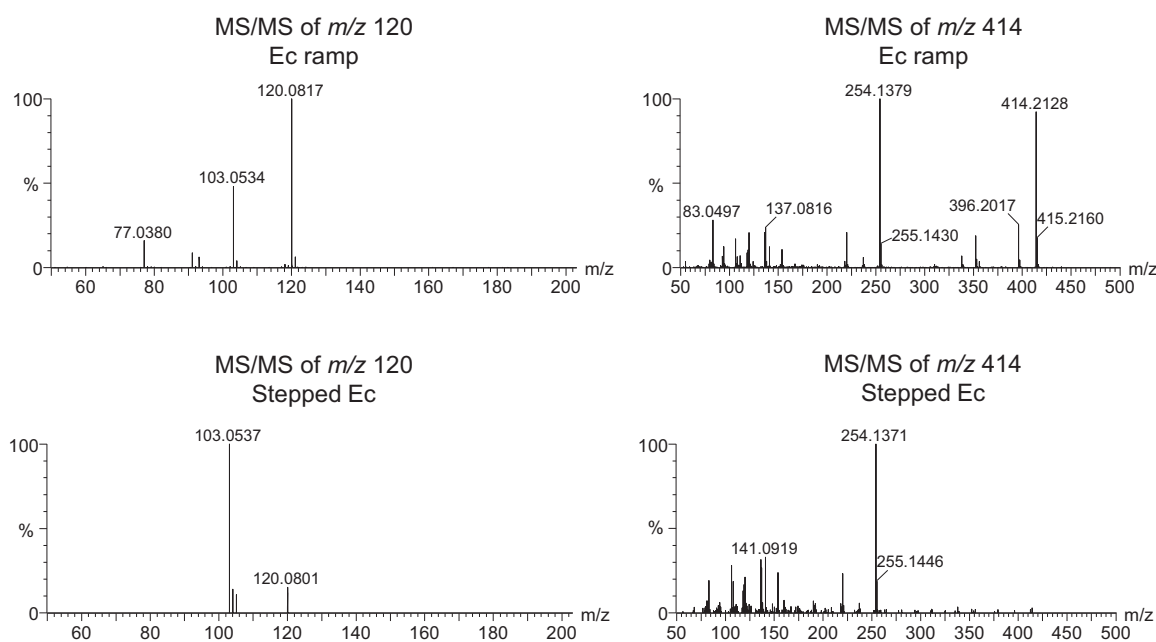 MS/MS of m/z 120
Ec ramp
120.0817
100
103.0534
%
77.0380
0
m/z
60 80 100 120 140 160 180 200
MS/MS of m/z 414
Ec ramp
254.1379
100
414.2128
%
83.0497
137.0816
396.2017
415.2160
255.1430
0
m/z
50 100 150 200 250 300 350 400 450 500
MS/MS of m/z 120
Stepped Ec
103.0537
100
%
120.0801
0
m/z
60 80 100 120 140 160 180 200
MS/MS of m/z 414
Stepped Ec
254.1371
100
%
141.0919
255.1446
0
m/z
50 100 150 200 250 300 350 400 450 500